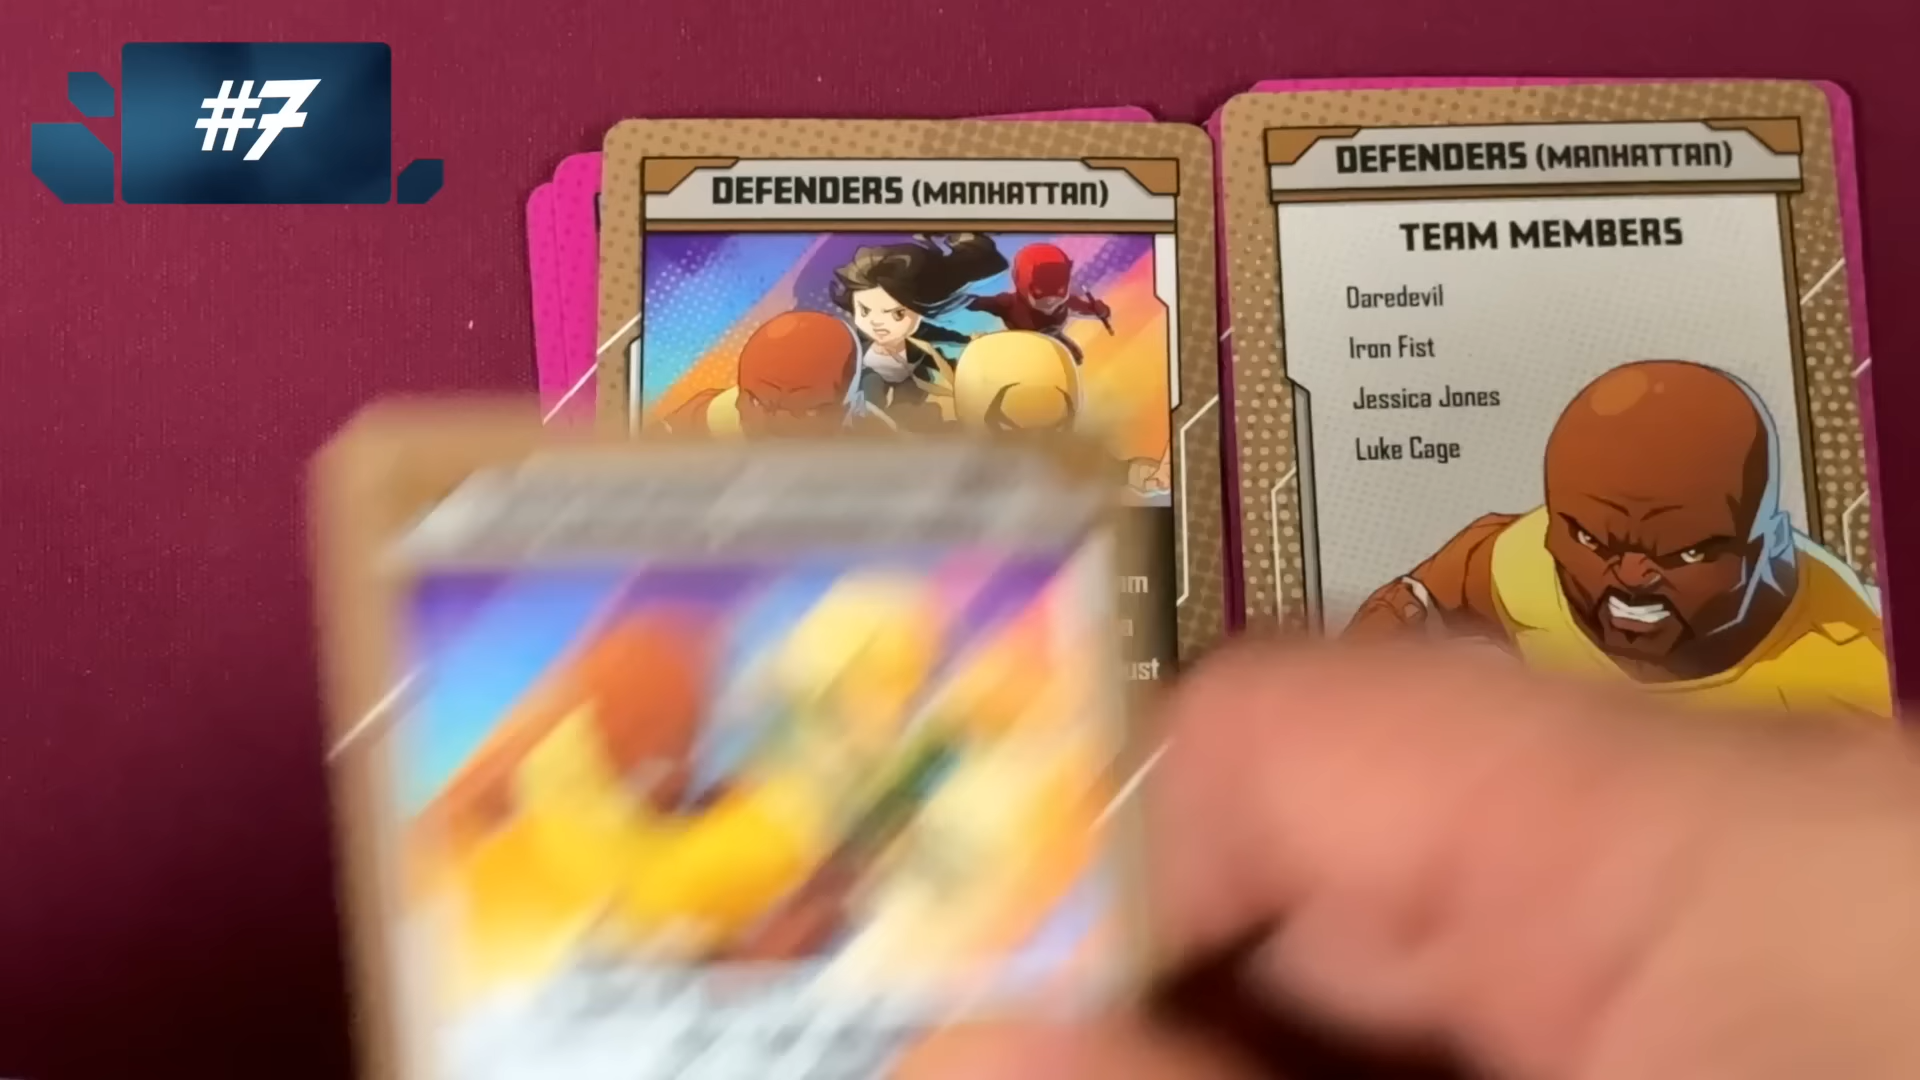 #7
DEFENDERS (MANHATTAN)
DEFENDERS (MANHATTAN)
TEAM MEMBERS
Daredevil
Iron Fist
Jessica Jones
Luke Cage